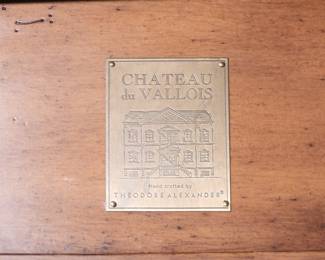 CHATEAU
du VALLOIS
Hand crafted by
THEODORE ALEXANDER®